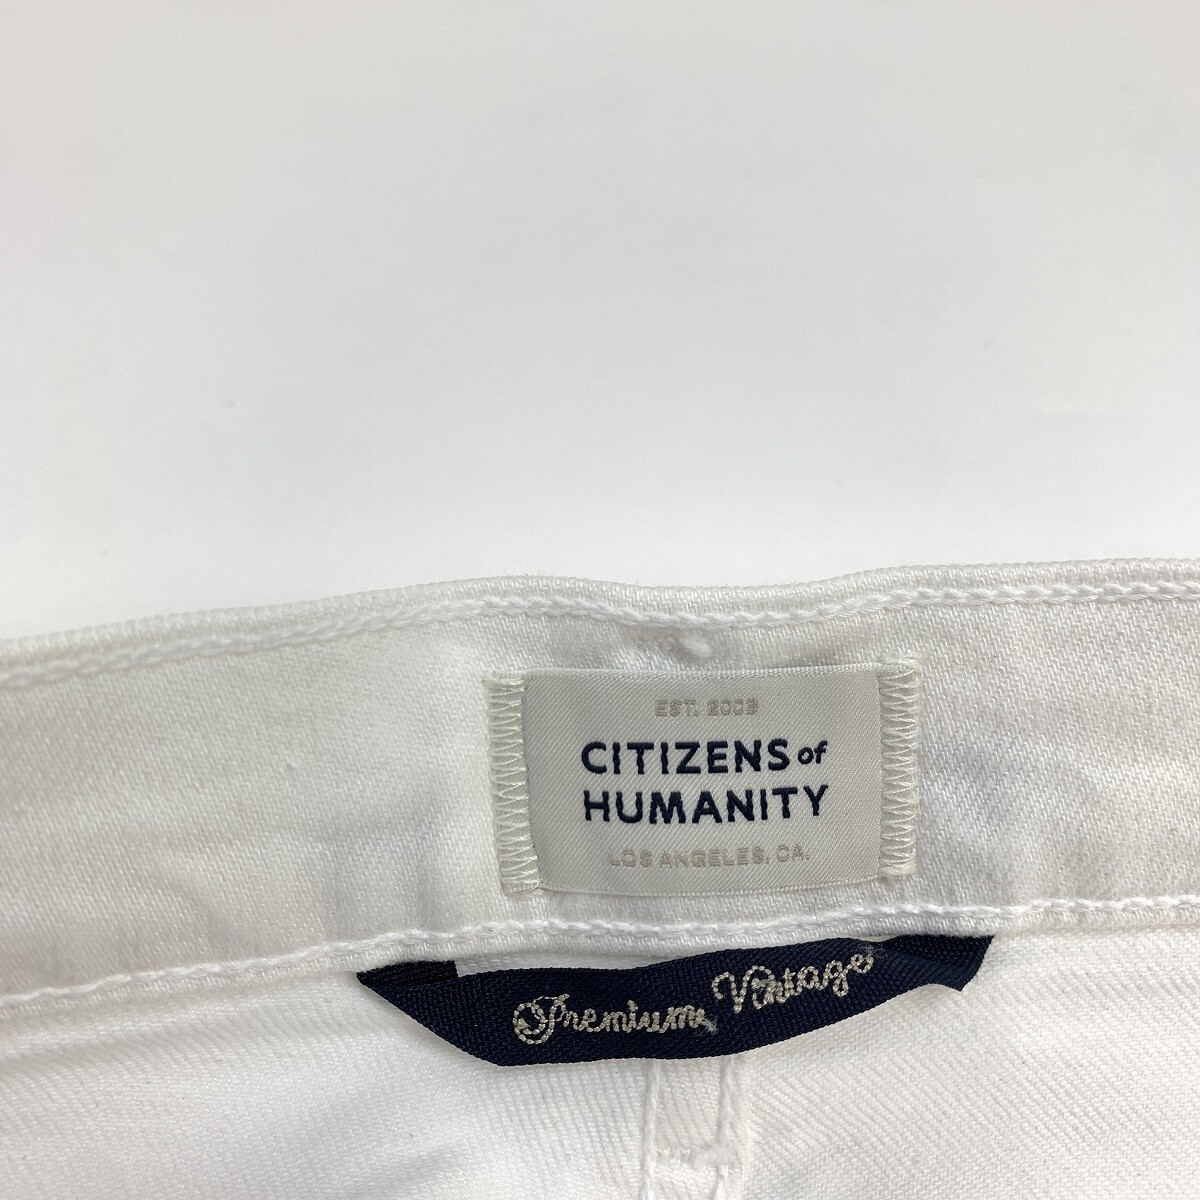 EST. 2003
CITIZENS of
HUMANITY
LOS ANGELES, CA.
Premium Vintage